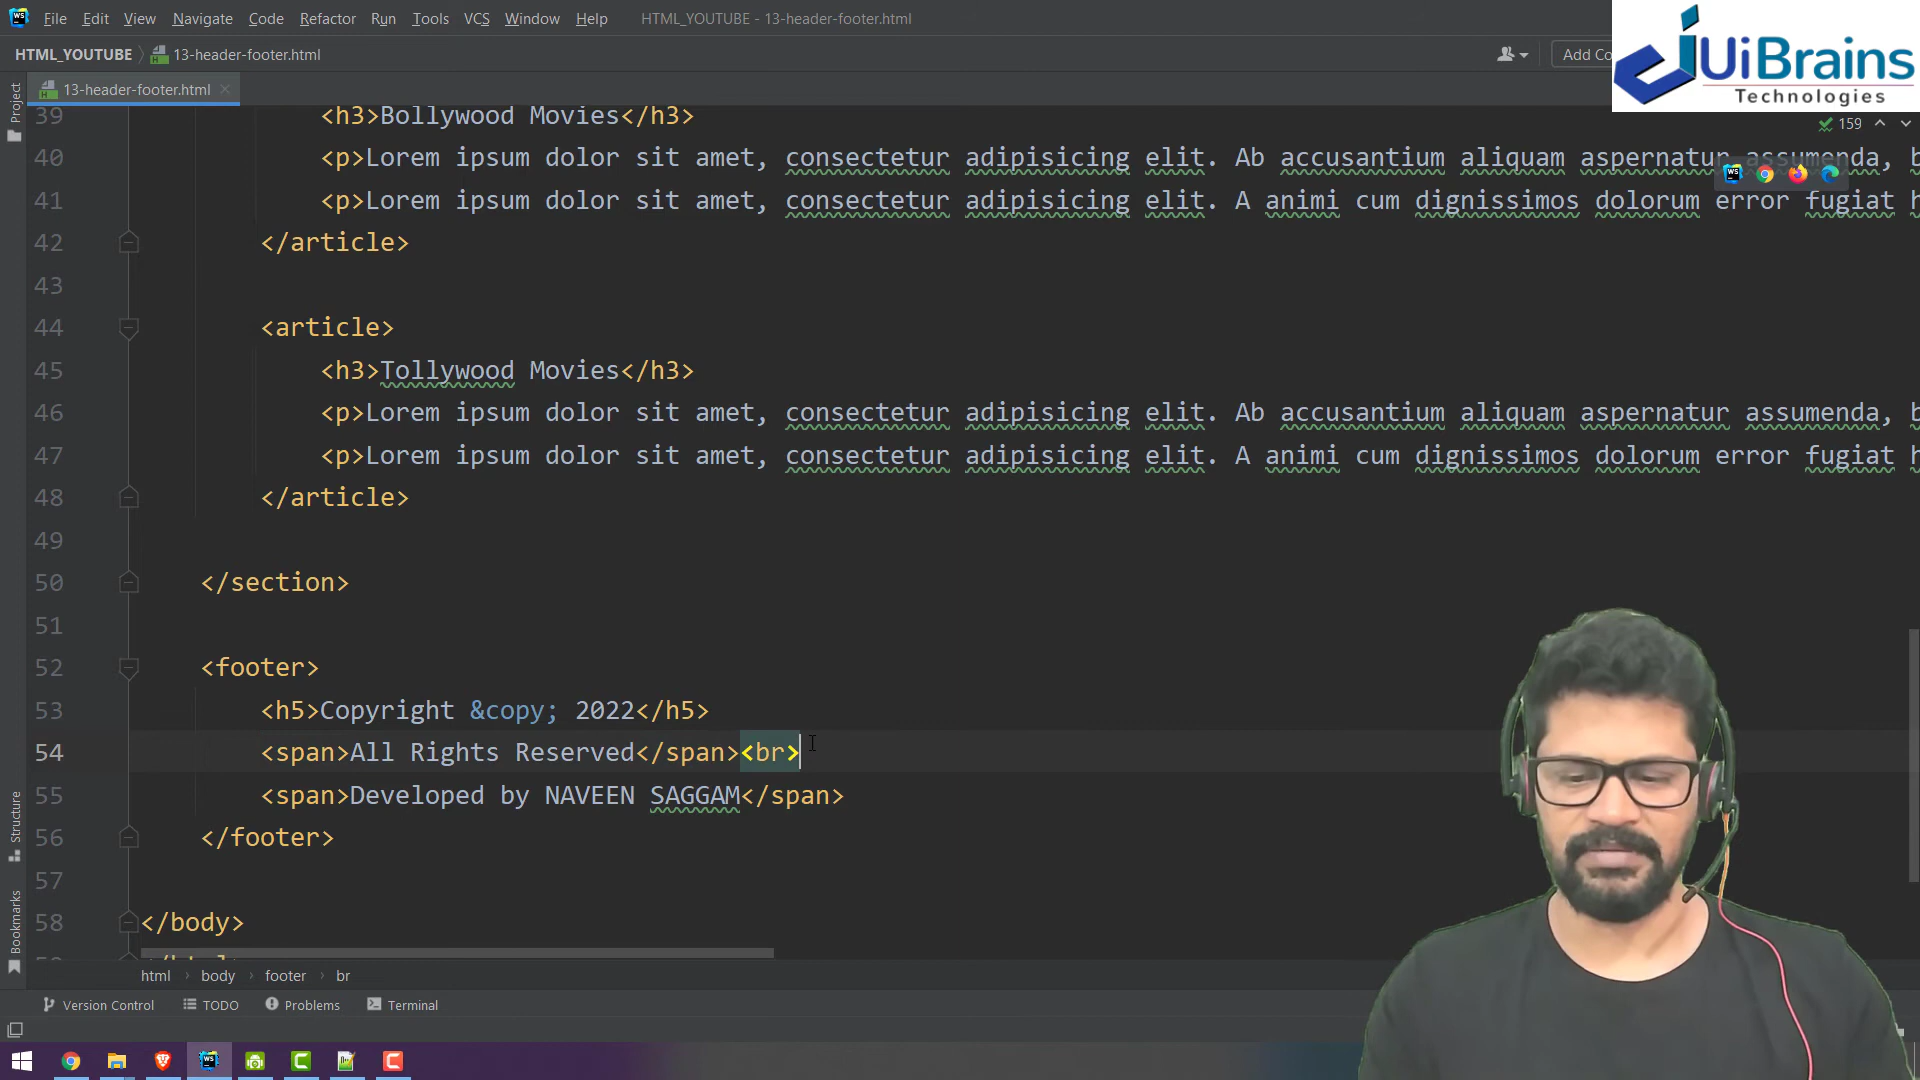 File Edit View Navigate Code Refactor Run Tools VCS Window Help HTML_YOUTUBE - 13-header-footer.html
HTML_YOUTUBE 13-header-footer.html
Add Co
UiBrains
Technologies
13-header-footer.html
Project
159
39 <h3>Bollywood Movies</h3>
40 <p>Lorem ipsum dolor sit amet, consectetur adipisicing elit. Ab accusantium aliquam aspernatur assumenda, b
41 <p>Lorem ipsum dolor sit amet, consectetur adipisicing elit. A animi cum dignissimos dolorum error fugiat h
42 </article>
43
44 <article>
45 <h3>Tollywood Movies</h3>
46 <p>Lorem ipsum dolor sit amet, consectetur adipisicing elit. Ab accusantium aliquam aspernatur assumenda, b
47 <p>Lorem ipsum dolor sit amet, consectetur adipisicing elit. A animi cum dignissimos dolorum error fugiat h
48 </article>
49
50 </section>
51
52 <footer>
53 <h5>Copyright &copy; 2022</h5>
54 <span>All Rights Reserved</span><br>
55 <span>Developed by NAVEEN SAGGAM</span>
56 </footer>
57
58 </body>
Structure
Bookmarks
html body footer br
Version Control TODO Problems Terminal